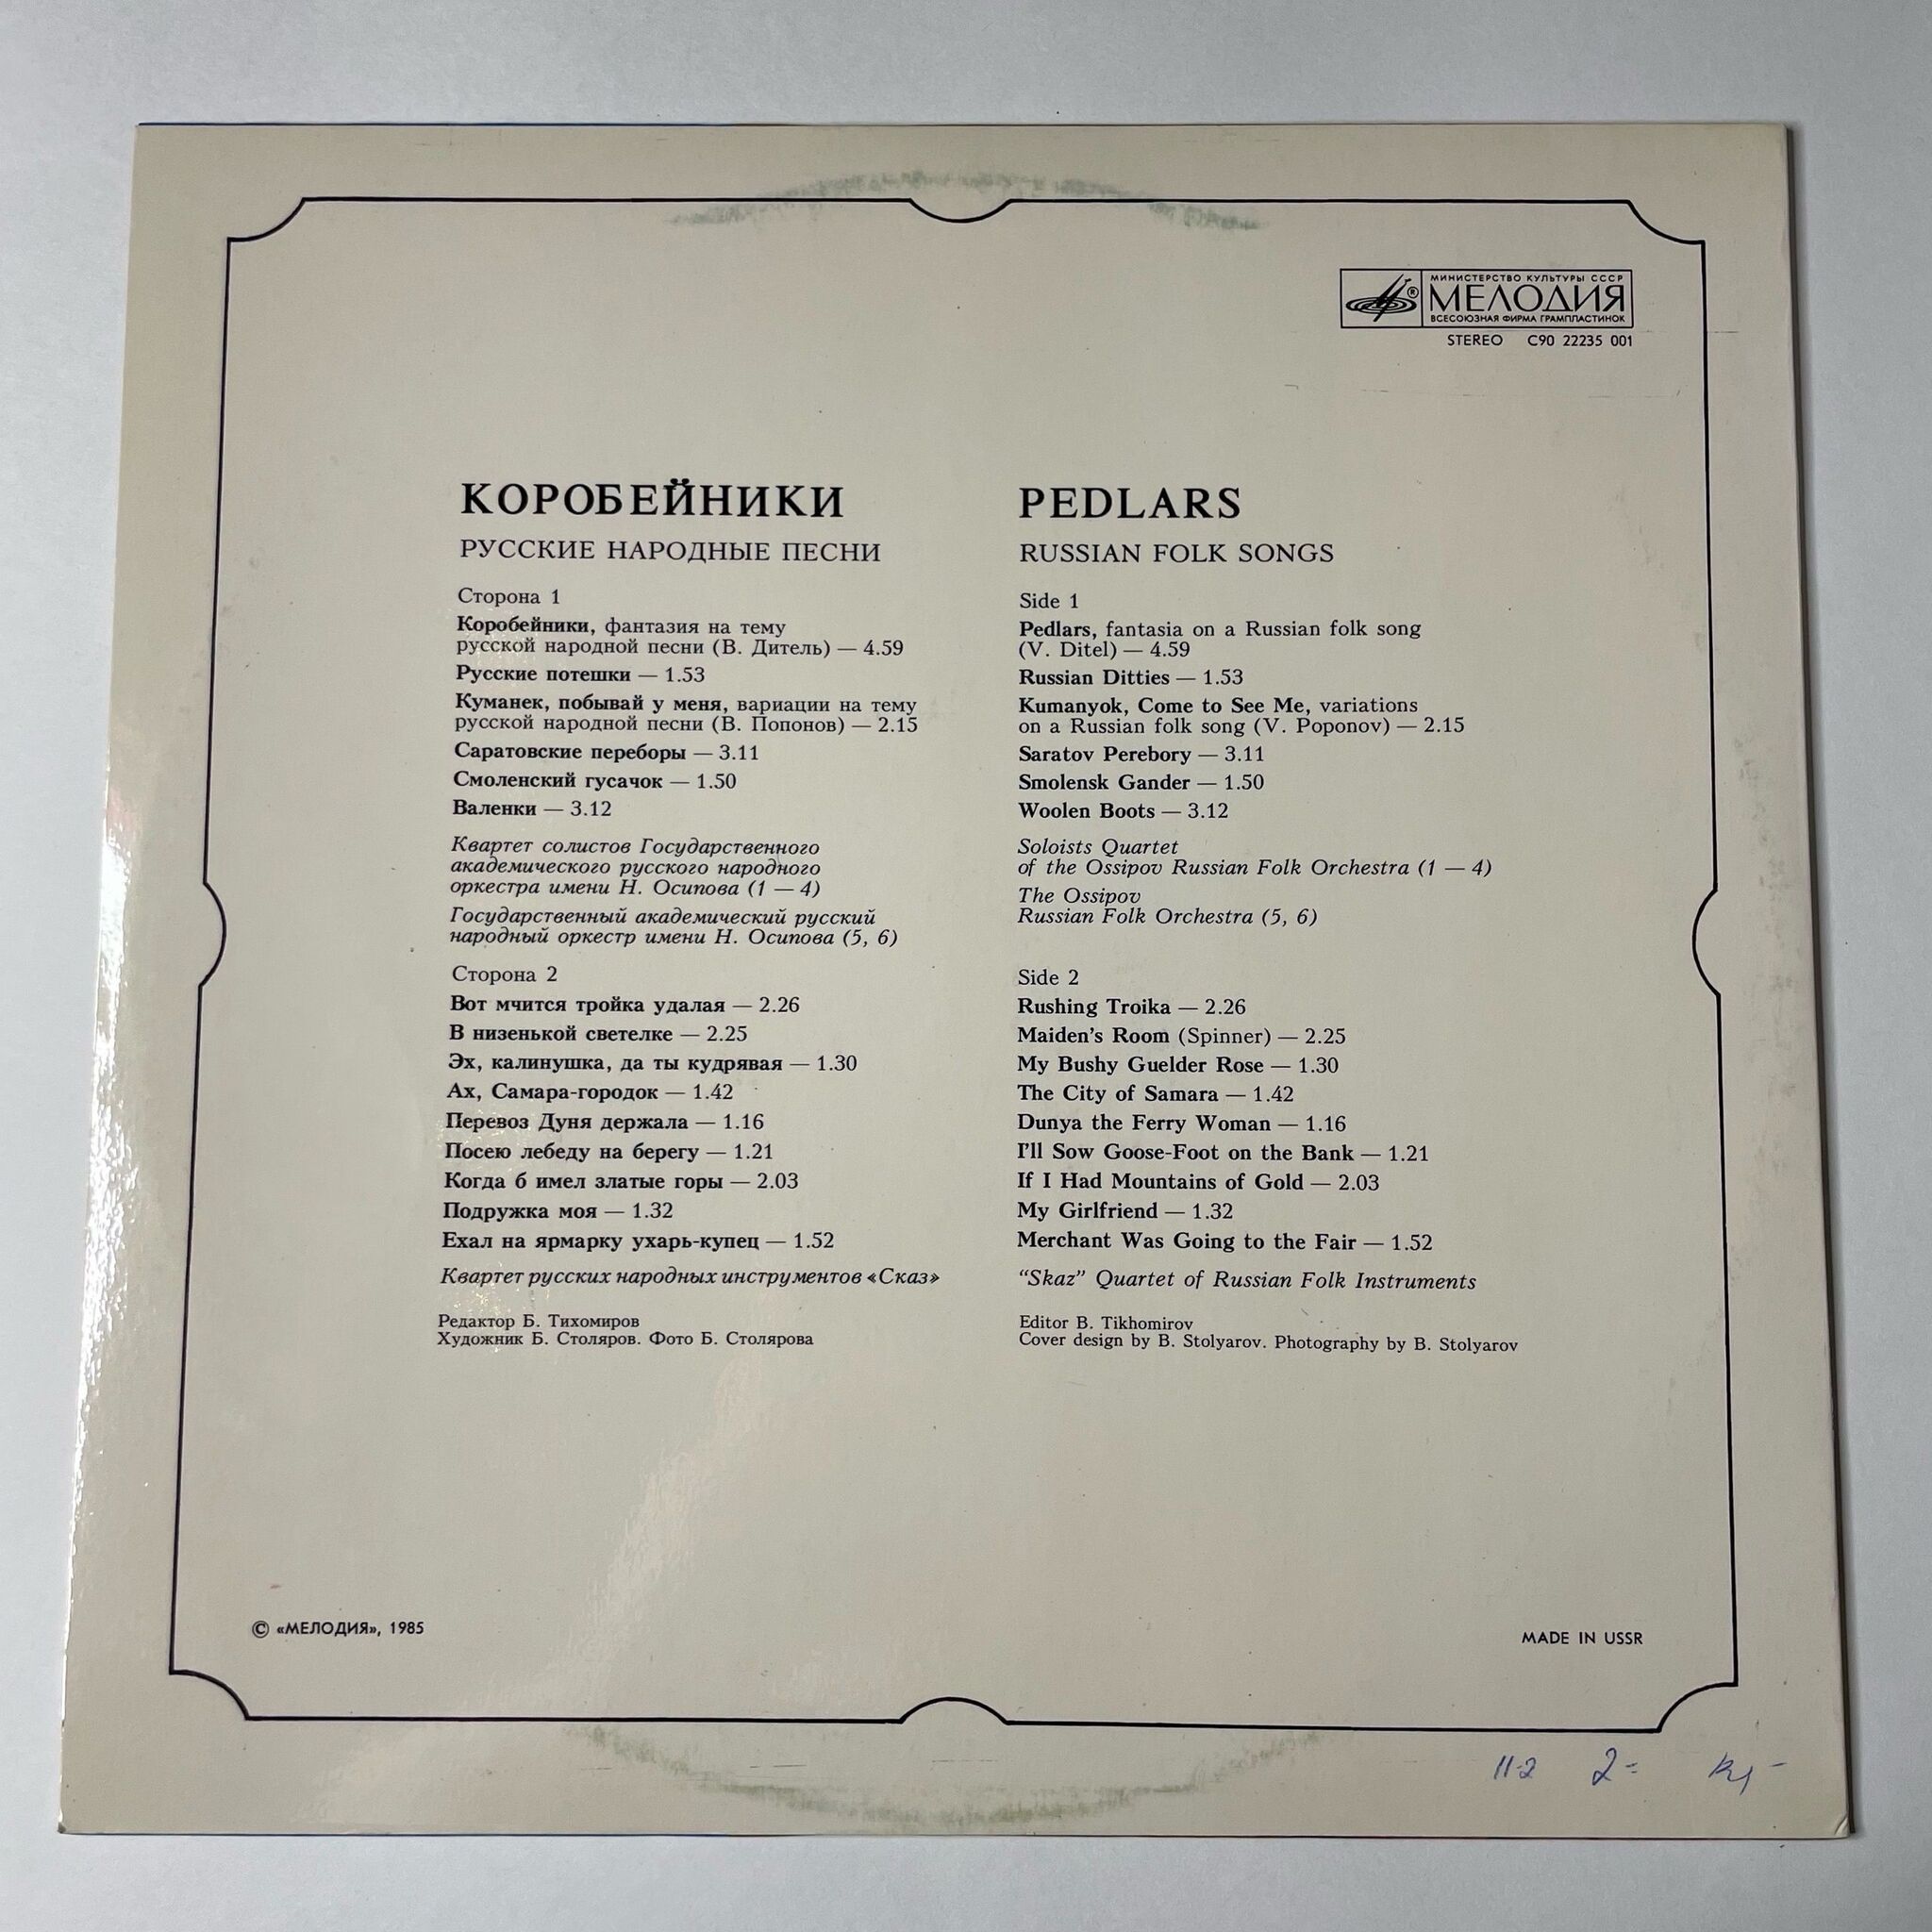 МИНИСТЕРСТВО КУЛЬТУРЫ СССР
МЕЛОДИЯ
ВСЕСОЮЗНАЯ ФИРМА ГРАМПЛАСТИНОК
STEREO С90 22235 001
КОРОБЕЙНИКИ
РУССКИЕ НАРОДНЫЕ ПЕСНИ
Сторона 1
Коробейники, фантазия на тему
русской народной песни (В. Дитель) — 4.59
Русские потешки — 1.53
Куманек, побывай у меня, вариации на тему
русской народной песни (В. Попонов) — 2.15
Саратовские переборы — 3.11
Смоленский гусачок — 1.50
Валенки — 3.12
Квартет солистов Государственного
академического русского народного
оркестра имени Н. Осипова (1 — 4)
Государственный академический русский
народный оркестр имени Н. Осипова (5, 6)
Сторона 2
Вот мчится тройка удалая — 2.26
В низенькой светелке — 2.25
Эх, калинушка, да ты кудрявая — 1.30
Ах, Самара-городок — 1.42
Перевоз Дуня держала — 1.16
Посею лебеду на берегу — 1.21
Когда б имел златые горы — 2.03
Подружка моя — 1.32
Ехал на ярмарку ухарь-купец — 1.52
Квартет русских народных инструментов «Сказ»
Редактор Б. Тихомиров
Художник Б. Столяров. Фото Б. Столярова
PEDLARS
RUSSIAN FOLK SONGS
Side 1
Pedlars, fantasia on a Russian folk song
(V. Ditel) — 4.59
Russian Ditties — 1.53
Kumanyok, Come to See Me, variations
on a Russian folk song (V. Poponov) — 2.15
Saratov Perebory — 3.11
Smolensk Gander — 1.50
Woolen Boots — 3.12
Soloists Quartet
of the Ossipov Russian Folk Orchestra (1 — 4)
The Ossipov
Russian Folk Orchestra (5, 6)
Side 2
Rushing Troika — 2.26
Maiden's Room (Spinner) — 2.25
My Bushy Guelder Rose — 1.30
The City of Samara — 1.42
Dunya the Ferry Woman — 1.16
I'll Sow Goose-Foot on the Bank — 1.21
If I Had Mountains of Gold — 2.03
My Girlfriend — 1.32
Merchant Was Going to the Fair — 1.52
“Skaz” Quartet of Russian Folk Instruments
Editor B. Tikhomirov
Cover design by B. Stolyarov. Photography by B. Stolyarov
© «МЕЛОДИЯ», 1985
MADE IN USSR
11-2 2=